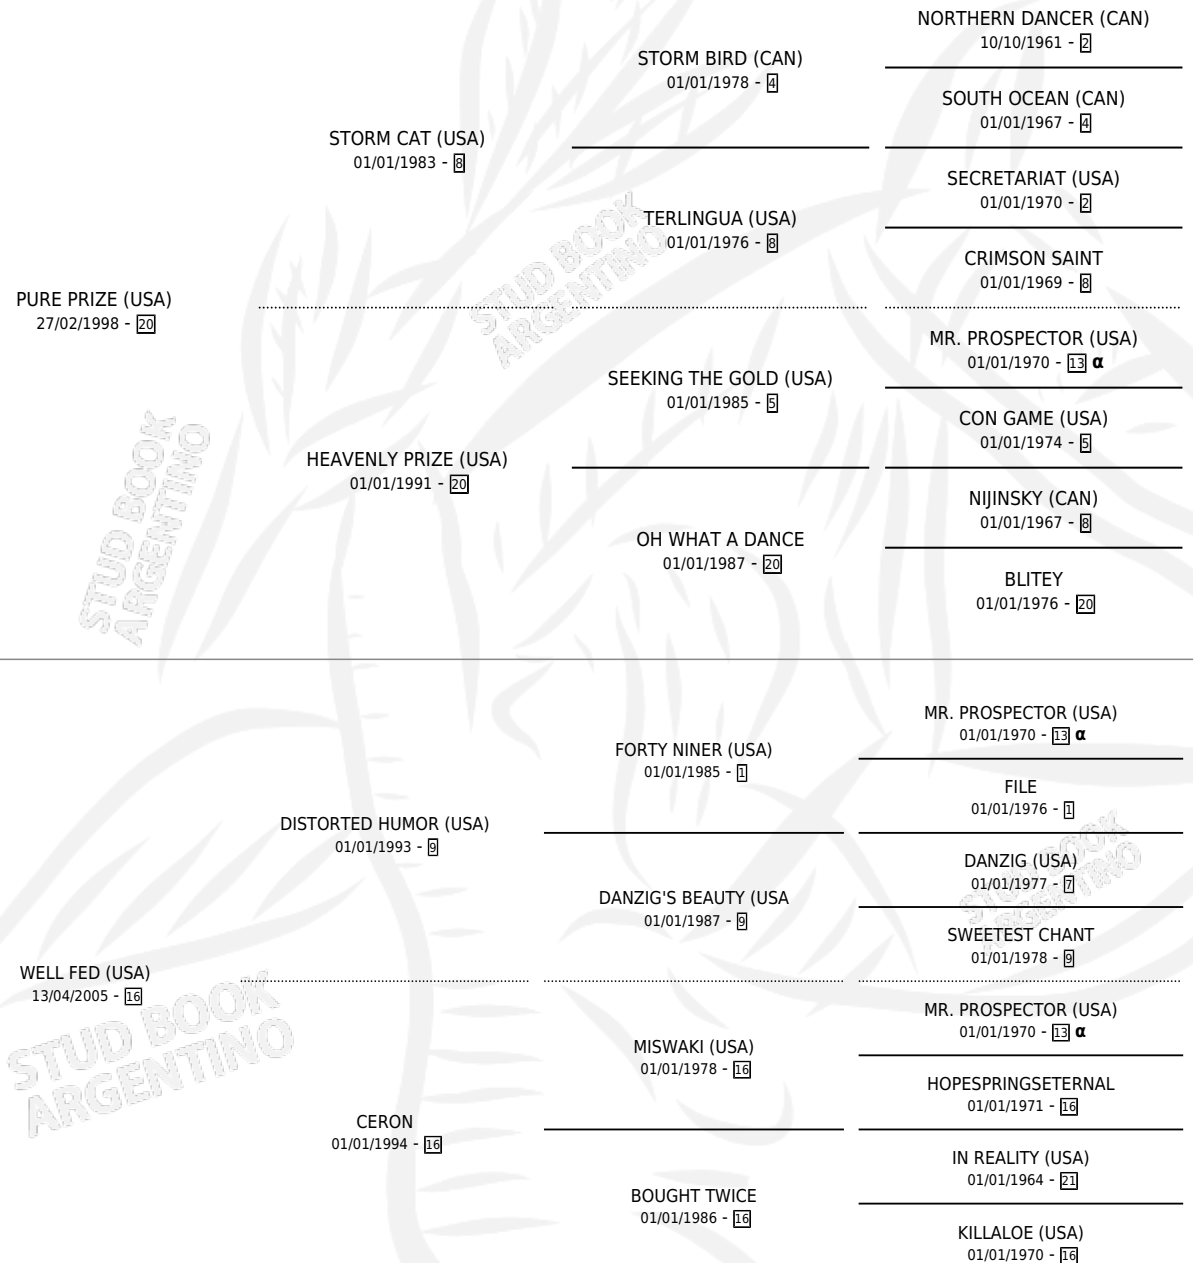 NORTHERN DANCER (CAN)
10/10/1961 - 2
STORM BIRD (CAN)
01/01/1978 - 4
SOUTH OCEAN (CAN)
01/01/1967 - 4
STORM CAT (USA)
01/01/1983 - 8
SECRETARIAT (USA)
01/01/1970 - 2
TERLINGUA (USA)
01/01/1976 - 8
CRIMSON SAINT
01/01/1969 - 8
PURE PRIZE (USA)
27/02/1998 - 20
MR. PROSPECTOR (USA)
01/01/1970 - 13 α
SEEKING THE GOLD (USA)
01/01/1985 - 5
CON GAME (USA)
01/01/1974 - 5
HEAVENLY PRIZE (USA)
01/01/1991 - 20
NIJINSKY (CAN)
01/01/1967 - 8
OH WHAT A DANCE
01/01/1987 - 20
BLITEY
01/01/1976 - 20
MR. PROSPECTOR (USA)
01/01/1970 - 13 α
FORTY NINER (USA)
01/01/1985 - 1
FILE
01/01/1976 - 1
DISTORTED HUMOR (USA)
01/01/1993 - 9
DANZIG (USA)
01/01/1977 - 7
DANZIG'S BEAUTY (USA
01/01/1987 - 9
SWEETEST CHANT
01/01/1978 - 9
WELL FED (USA)
13/04/2005 - 16
MR. PROSPECTOR (USA)
01/01/1970 - 13 α
MISWAKI (USA)
01/01/1978 - 16
HOPESPRINGSETERNAL
01/01/1971 - 16
CERON
01/01/1994 - 16
IN REALITY (USA)
01/01/1964 - 21
BOUGHT TWICE
01/01/1986 - 16
KILLALOE (USA)
01/01/1970 - 16
STUD BOOK
ARGENTINO
STUD BOOK
ARGENTINO
STUD BOOK
ARGENTINO
STUD BOOK
ARGENTINO